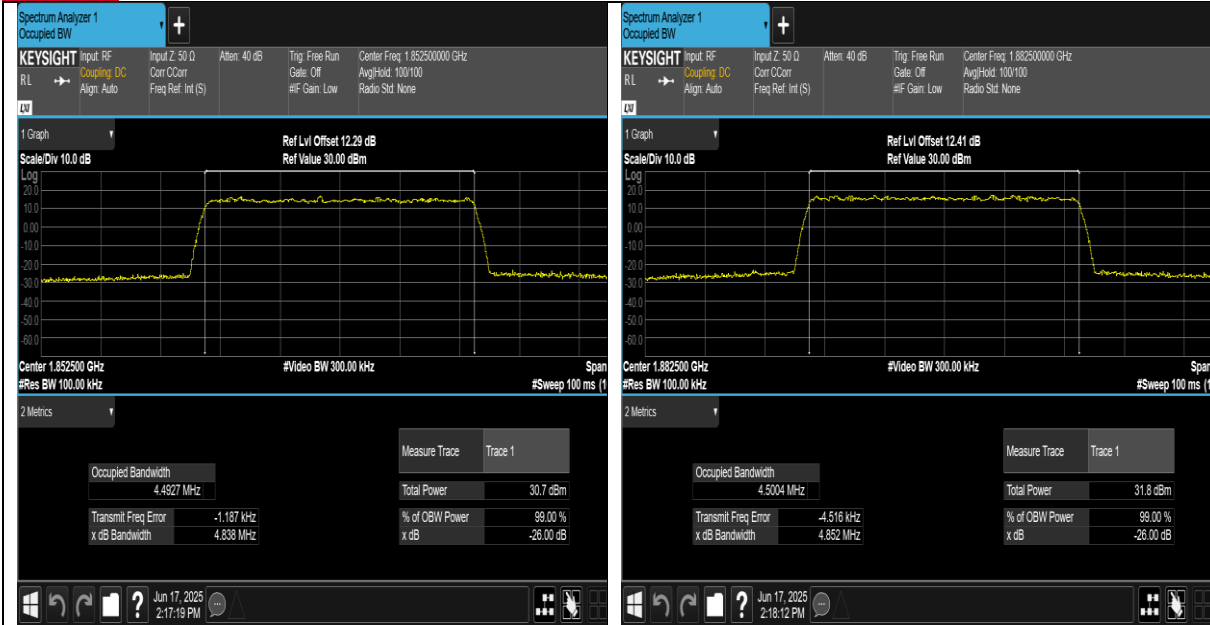 Spectrum Analyzer 1
Occupied BW
+
KEYSIGHT Input: RF Input Z: 50 Ω Atten: 40 dB Trig: Free Run Center Freq: 1.852500000 GHz
RL Coupling: DC Corr CCorr Gate: Off Avg|Hold: 100/100
Align: Auto Freq Ref: Int (S) #IF Gain: Low Radio Std: None
LXI
1 Graph
Ref Lvl Offset 12.29 dB
Scale/Div 10.0 dB Ref Value 30.00 dBm
Log
20.0
10.0
0.00
-10.0
-20.0
-30.0
-40.0
-50.0
-60.0
Center 1.852500 GHz #Video BW 300.00 kHz Span
#Res BW 100.00 kHz #Sweep 100 ms (1
2 Metrics
Measure Trace Trace 1
Occupied Bandwidth
4.4927 MHz Total Power 30.7 dBm
Transmit Freq Error -1.187 kHz % of OBW Power 99.00 %
x dB Bandwidth 4.838 MHz x dB -26.00 dB
? Jun 17, 2025
2:17:19 PM
Spectrum Analyzer 1
Occupied BW
+
KEYSIGHT Input: RF Input Z: 50 Ω Atten: 40 dB Trig: Free Run Center Freq: 1.882500000 GHz
RL Coupling: DC Corr CCorr Gate: Off Avg|Hold: 100/100
Align: Auto Freq Ref: Int (S) #IF Gain: Low Radio Std: None
LXI
1 Graph
Ref Lvl Offset 12.41 dB
Scale/Div 10.0 dB Ref Value 30.00 dBm
Log
20.0
10.0
0.00
-10.0
-20.0
-30.0
-40.0
-50.0
-60.0
Center 1.882500 GHz #Video BW 300.00 kHz Span
#Res BW 100.00 kHz #Sweep 100 ms (1
2 Metrics
Measure Trace Trace 1
Occupied Bandwidth
4.5004 MHz Total Power 31.8 dBm
Transmit Freq Error -4.516 kHz % of OBW Power 99.00 %
x dB Bandwidth 4.852 MHz x dB -26.00 dB
? Jun 17, 2025
2:18:12 PM